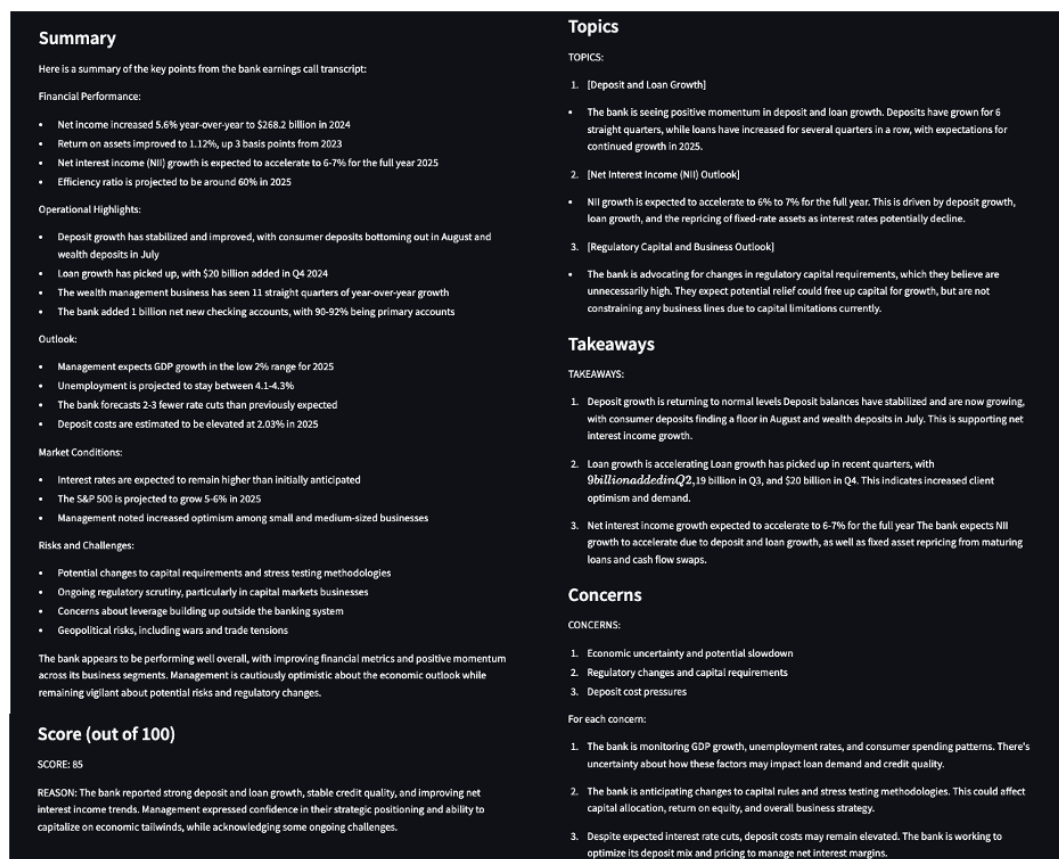 Summary
Here is a summary of the key points from the bank earnings call transcript:
Financial Performance:
• Net income increased 5.6% year-over-year to $268.2 billion in 2024
• Return on assets improved to 1.12%, up 3 basis points from 2023
• Net interest income (NII) growth is expected to accelerate to 6-7% for the full year 2025
• Efficiency ratio is projected to be around 60% in 2025
Operational Highlights:
• Deposit growth has stabilized and improved, with consumer deposits bottoming out in August and
wealth deposits in July
• Loan growth has picked up, with $20 billion added in Q4 2024
• The wealth management business has seen 11 straight quarters of year-over-year growth
• The bank added 1 billion net new checking accounts, with 90-92% being primary accounts
Outlook:
• Management expects GDP growth in the low 2% range for 2025
• Unemployment is projected to stay between 4.1-4.3%
• The bank forecasts 2-3 fewer rate cuts than previously expected
• Deposit costs are estimated to be elevated at 2.03% in 2025
Market Conditions:
• Interest rates are expected to remain higher than initially anticipated
• The S&P 500 is projected to grow 5-6% in 2025
• Management noted increased optimism among small and medium-sized businesses
Risks and Challenges:
• Potential changes to capital requirements and stress testing methodologies
• Ongoing regulatory scrutiny, particularly in capital markets businesses
• Concerns about leverage building up outside the banking system
• Geopolitical risks, including wars and trade tensions
The bank appears to be performing well overall, with improving financial metrics and positive momentum
across its business segments. Management is cautiously optimistic about the economic outlook while
remaining vigilant about potential risks and regulatory changes.
Score (out of 100)
SCORE: 85
REASON: The bank reported strong deposit and loan growth, stable credit quality, and improving net
interest income trends. Management expressed confidence in their strategic positioning and ability to
capitalize on economic tailwinds, while acknowledging some ongoing challenges.
Topics
TOPICS:
1. [Deposit and Loan Growth]
• The bank is seeing positive momentum in deposit and loan growth. Deposits have grown for 6
straight quarters, while loans have increased for several quarters in a row, with expectations for
continued growth in 2025.
2. [Net Interest Income (NII) Outlook]
• NII growth is expected to accelerate to 6% to 7% for the full year. This is driven by deposit growth,
loan growth, and the repricing of fixed-rate assets as interest rates potentially decline.
3. [Regulatory Capital and Business Outlook]
• The bank is advocating for changes in regulatory capital requirements, which they believe are
unnecessarily high. They expect potential relief could free up capital for growth, but are not
constraining any business lines due to capital limitations currently.
Takeaways
TAKEAWAYS:
1. Deposit growth is returning to normal levels Deposit balances have stabilized and are now growing,
with consumer deposits finding a floor in August and wealth deposits in July. This is supporting net
interest income growth.
2. Loan growth is accelerating Loan growth has picked up in recent quarters, with
9billionaddedinQ2,19 billion in Q3, and $20 billion in Q4. This indicates increased client
optimism and demand.
3. Net interest income growth expected to accelerate to 6-7% for the full year The bank expects NII
growth to accelerate due to deposit and loan growth, as well as fixed asset repricing from maturing
loans and cash flow swaps.
Concerns
CONCERNS:
1. Economic uncertainty and potential slowdown
2. Regulatory changes and capital requirements
3. Deposit cost pressures
For each concern:
1. The bank is monitoring GDP growth, unemployment rates, and consumer spending patterns. There's
uncertainty about how these factors may impact loan demand and credit quality.
2. The bank is anticipating changes to capital rules and stress testing methodologies. This could affect
capital allocation, return on equity, and overall business strategy.
3. Despite expected interest rate cuts, deposit costs may remain elevated. The bank is working to
optimize its deposit mix and pricing to manage net interest margins.